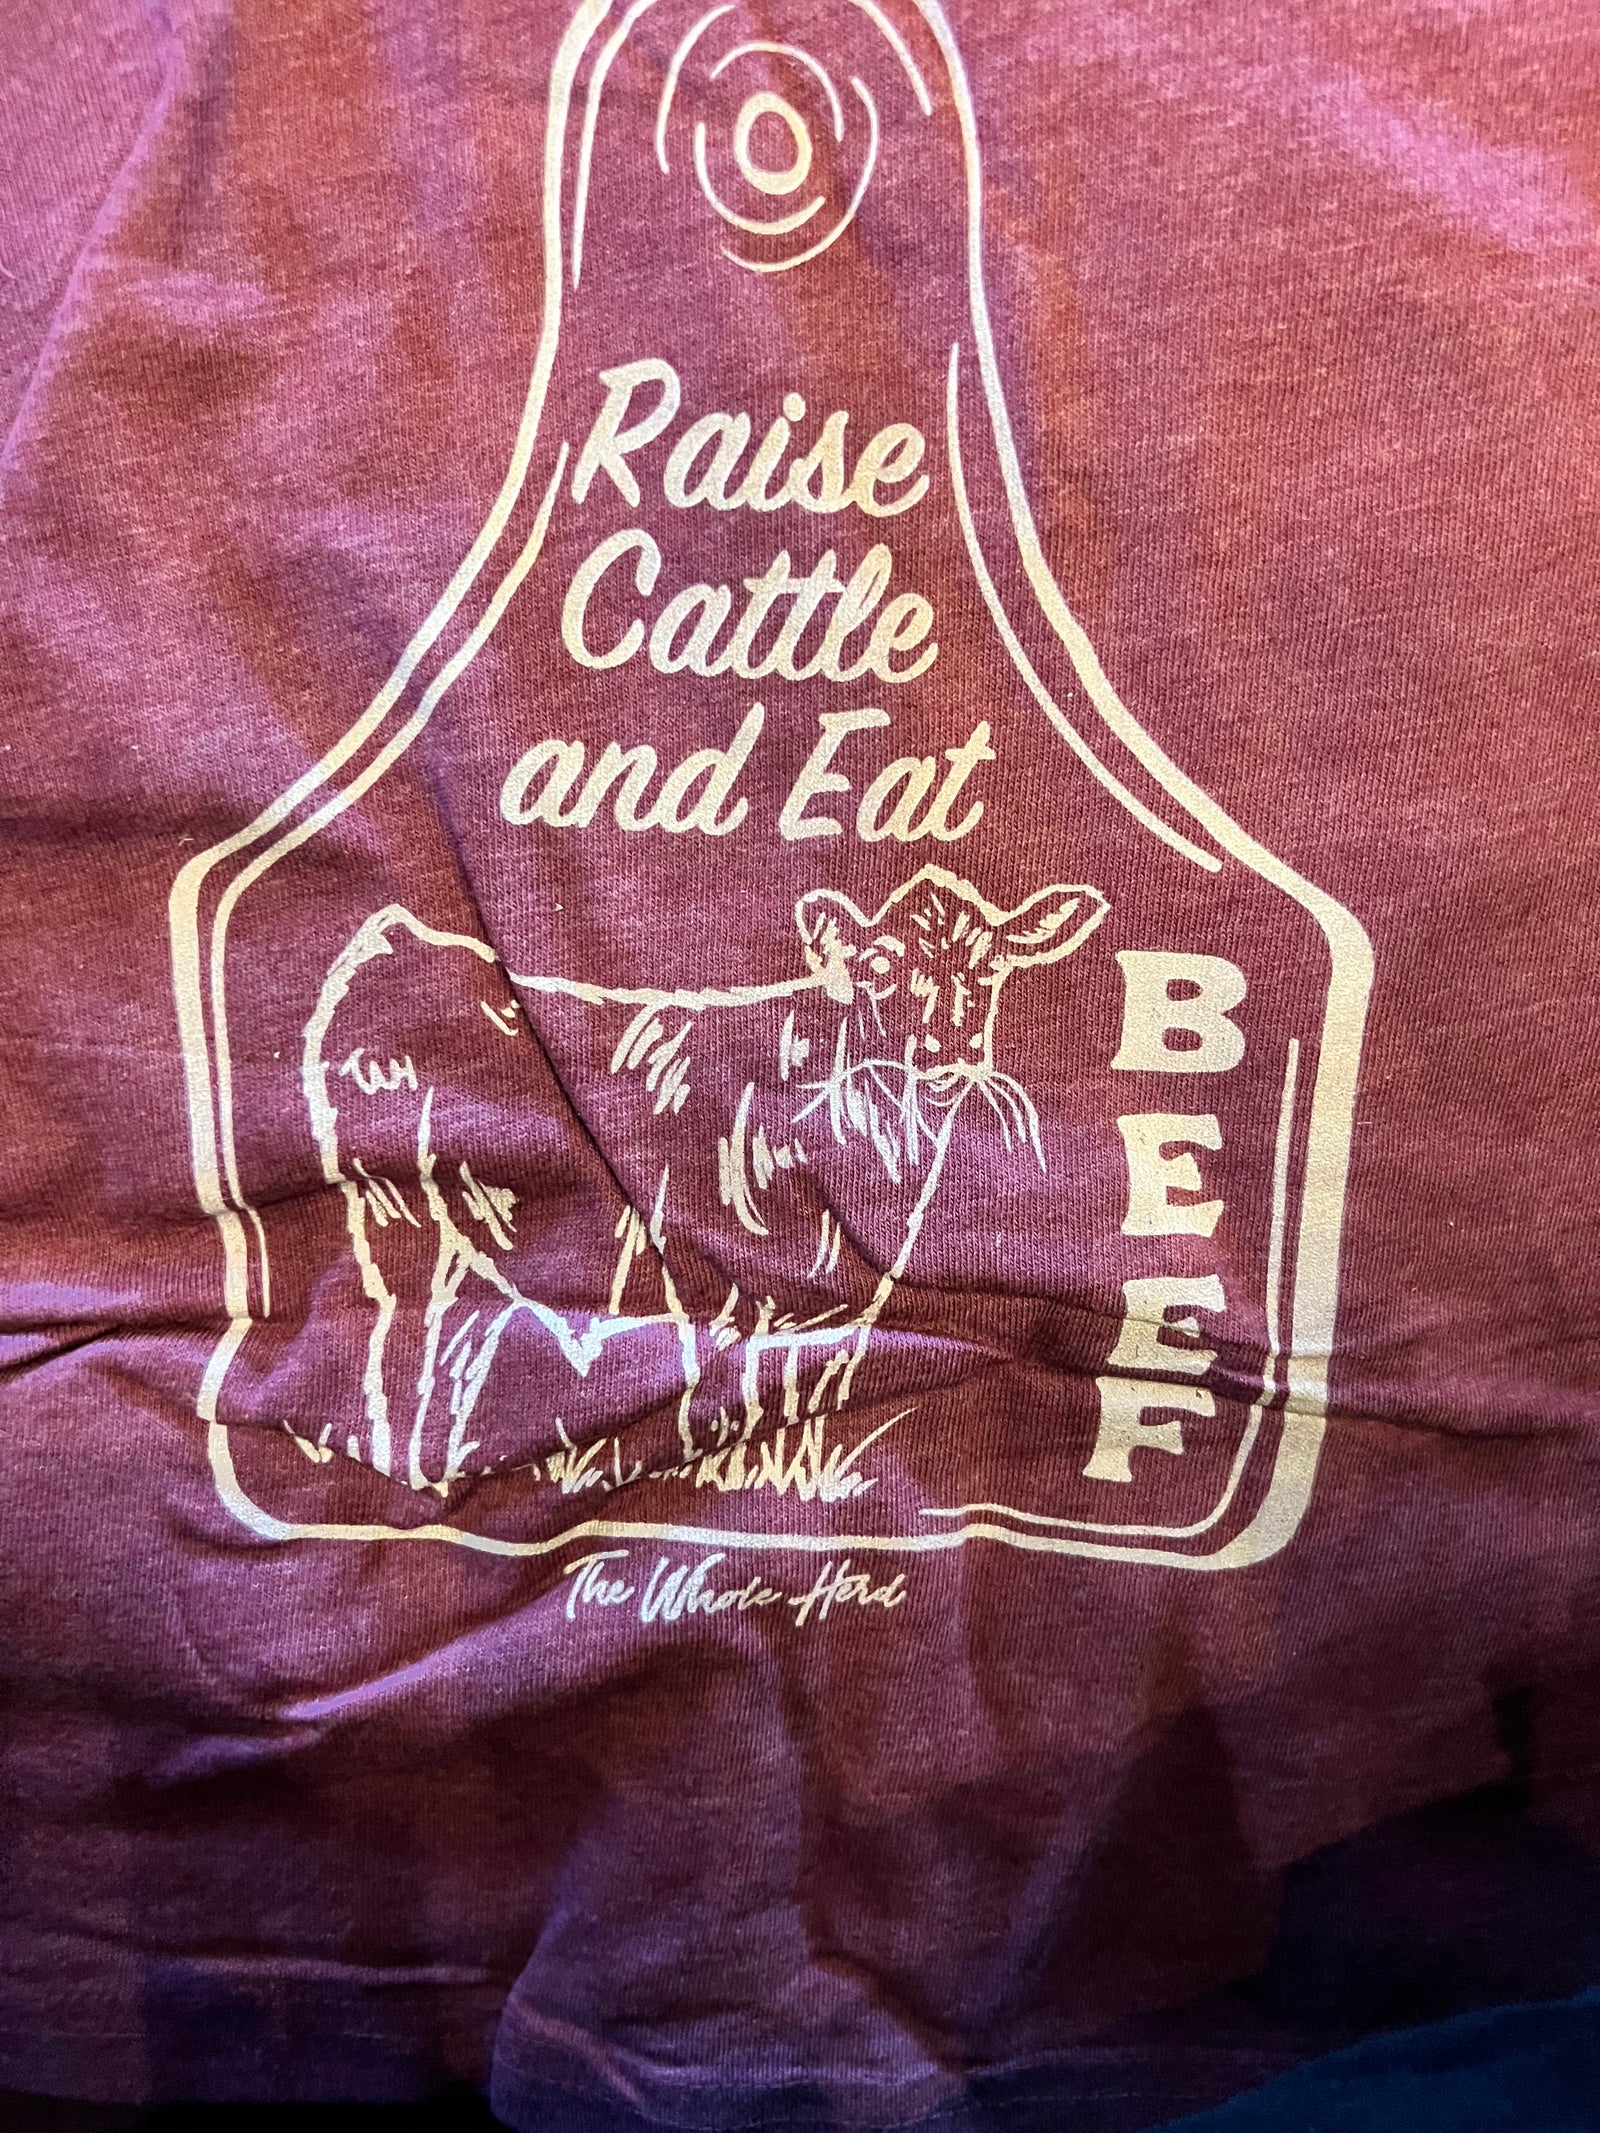 Raise
Cattle
and Eat
BEEF
The Whole Herd